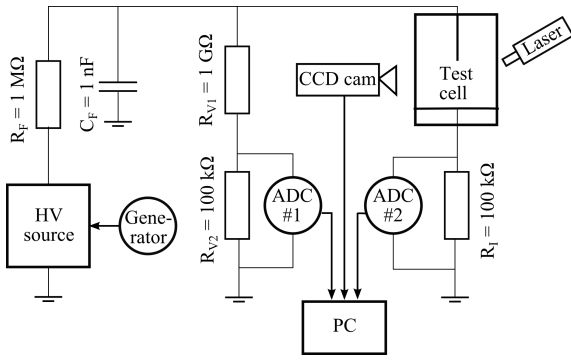 R_F = 1 MΩ
C_F = 1 nF
R_V1 = 1 GΩ
CCD cam
Test
cell
Laser
HV
source
Gene-
rator
R_V2 = 100 kΩ
ADC
#1
ADC
#2
R_I = 100 kΩ
PC